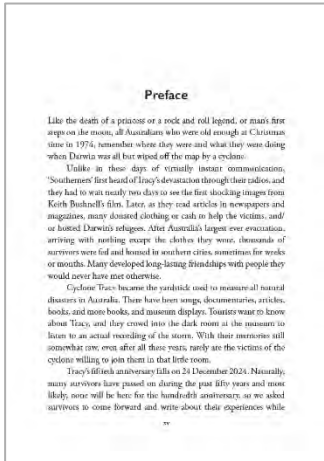 Preface
Like the death of a princess or a rock and roll legend, or man's first
steps on the moon, all Australians who were old enough at Christmas
time in 1974, remember where they were and what they were doing
when Darwin was all but wiped off the map by a cyclone.
Unlike in these days of virtually instant communication,
'Southerners' first heard of Tracy's devastation through their radios, and
they had to wait nearly two days to see the first shocking images from
Keith Bushnell's film. Later, as they read articles in newspapers and
magazines, many donated clothing or cash to help the victims, and/
or hosted Darwin's refugees. After Australia's largest ever evacuation,
arriving with nothing except the clothes they wore, thousands of
survivors were fed and housed in southern cities, sometimes for weeks
or months. Many developed long-lasting friendships with people they
would never have met otherwise.
Cyclone Tracy became the yardstick used to measure all natural
disasters in Australia. There have been songs, documentaries, articles,
books, and more books, and museum displays. Tourists want to know
about Tracy, and they crowd into the dark room at the museum to
listen to an actual recording of the storm. With their memories still
somewhat raw, even after all these years, rarely are the victims of the
cyclone willing to join them in that little room.
Tracy's fiftieth anniversary falls on 24 December 2024. Naturally,
many survivors have passed on during the past fifty years and most
likely, none will be here for the hundredth anniversary, so we asked
survivors to come forward and write about their experiences while